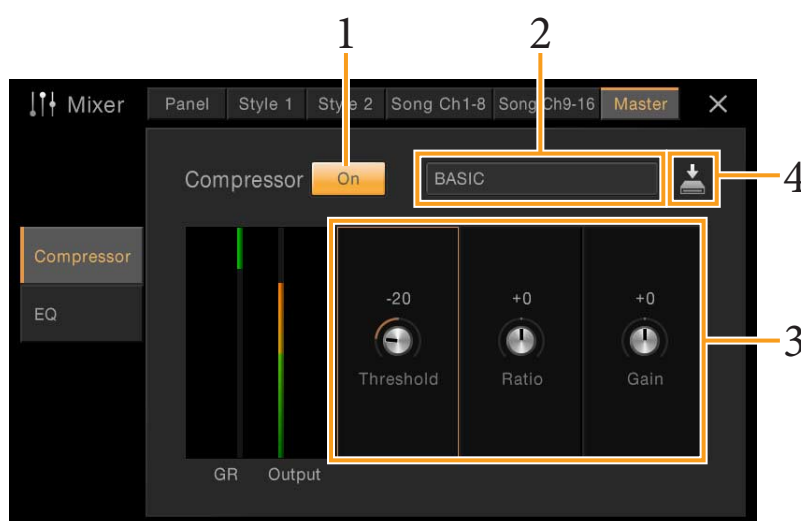 1 2
Mixer Panel Style 1 Style 2 Song Ch1-8 Song Ch9-16 Master
Compressor On BASIC 4
Compressor
EQ
-20 +0 +0
3
Threshold Ratio Gain
GR Output